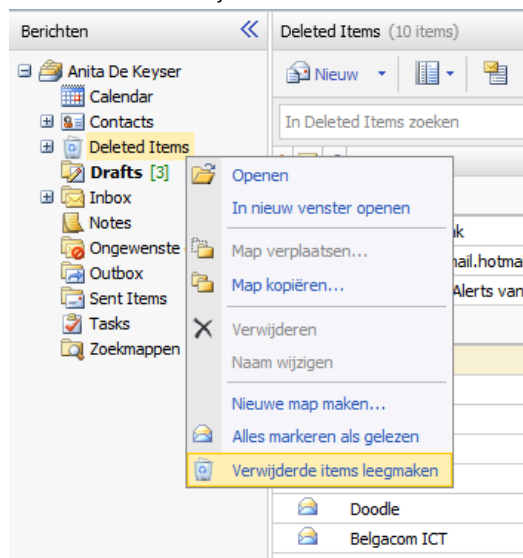 Berichten
Anita De Keyser
Calendar
Contacts
Deleted Items
Drafts [3]
Inbox
Notes
Ongewenste
Outbox
Sent Items
Tasks
Zoekmappen
Deleted Items (10 items)
Nieuw
In Deleted Items zoeken
Openen
In nieuw venster openen
Map verplaatsen...
Map kopiëren...
Verwijderen
Naam wijzigen
Nieuwe map maken...
Alles markeren als gelezen
Verwijderde items leegmaken
nail.hotma
Alerts van
Doodle
Belgacom ICT